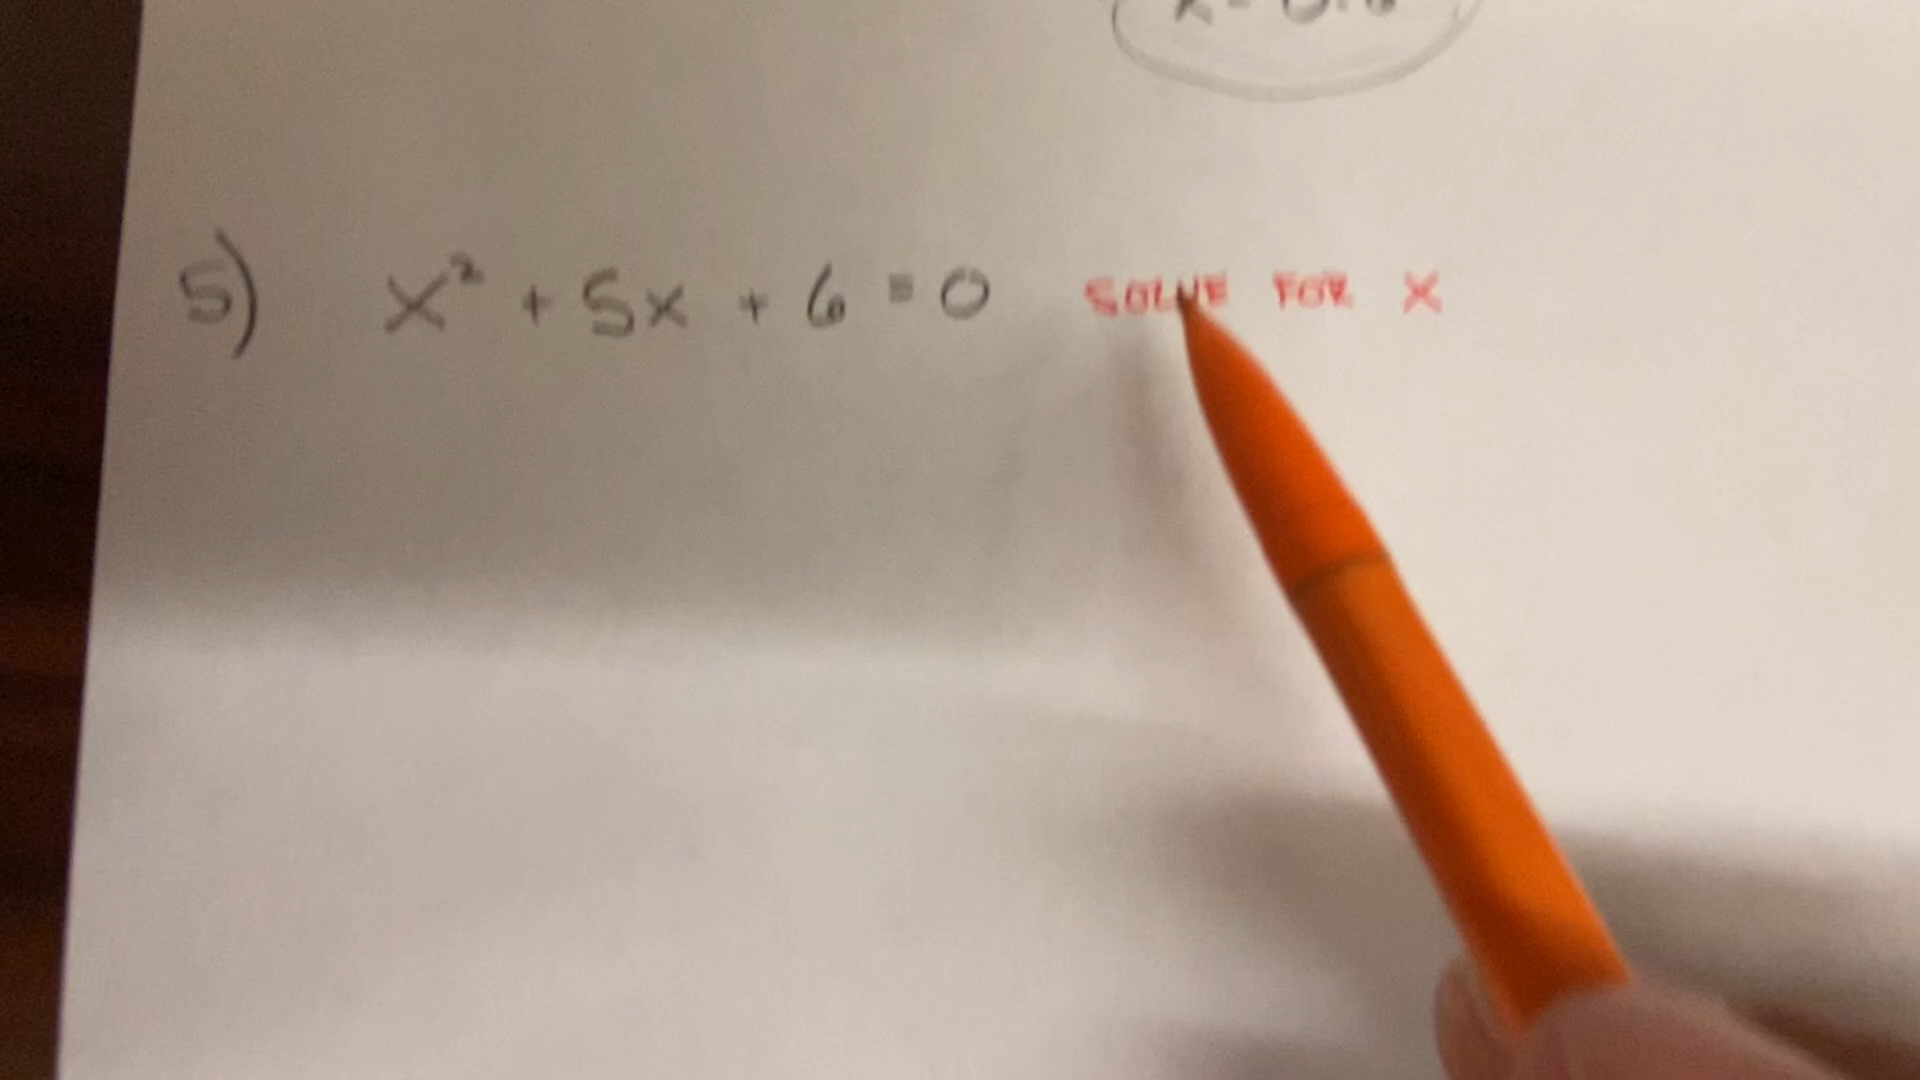 5) x² + 5x + 6 = 0 SOLVE FOR X